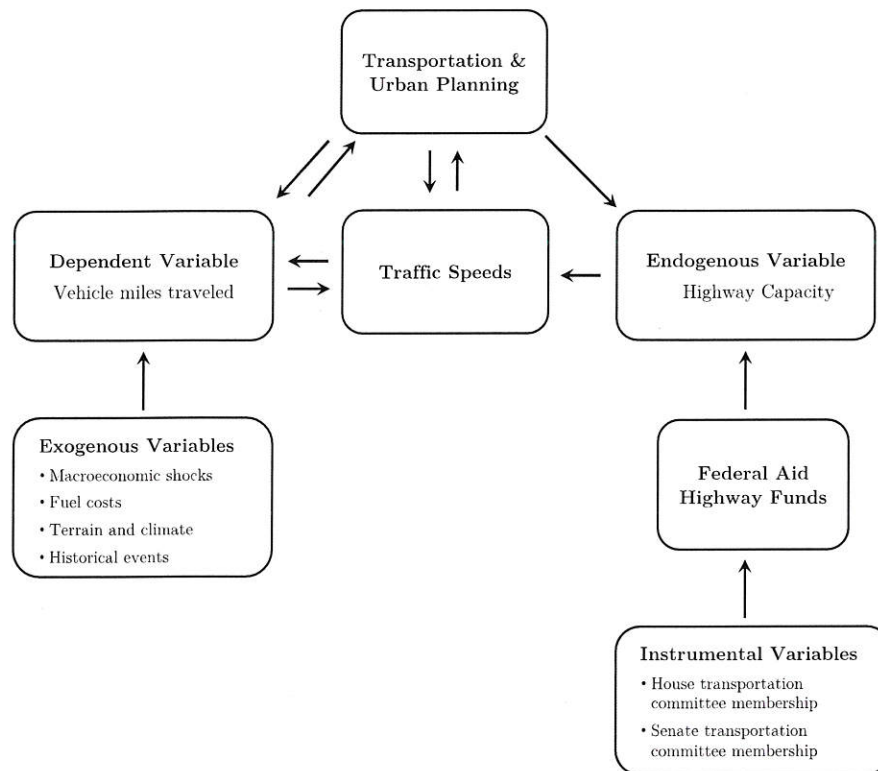 Transportation &
Urban Planning
Dependent Variable
Vehicle miles traveled
Traffic Speeds
Endogenous Variable
Highway Capacity
Exogenous Variables
• Macroeconomic shocks
• Fuel costs
• Terrain and climate
• Historical events
Federal Aid
Highway Funds
Instrumental Variables
• House transportation
committee membership
• Senate transportation
committee membership